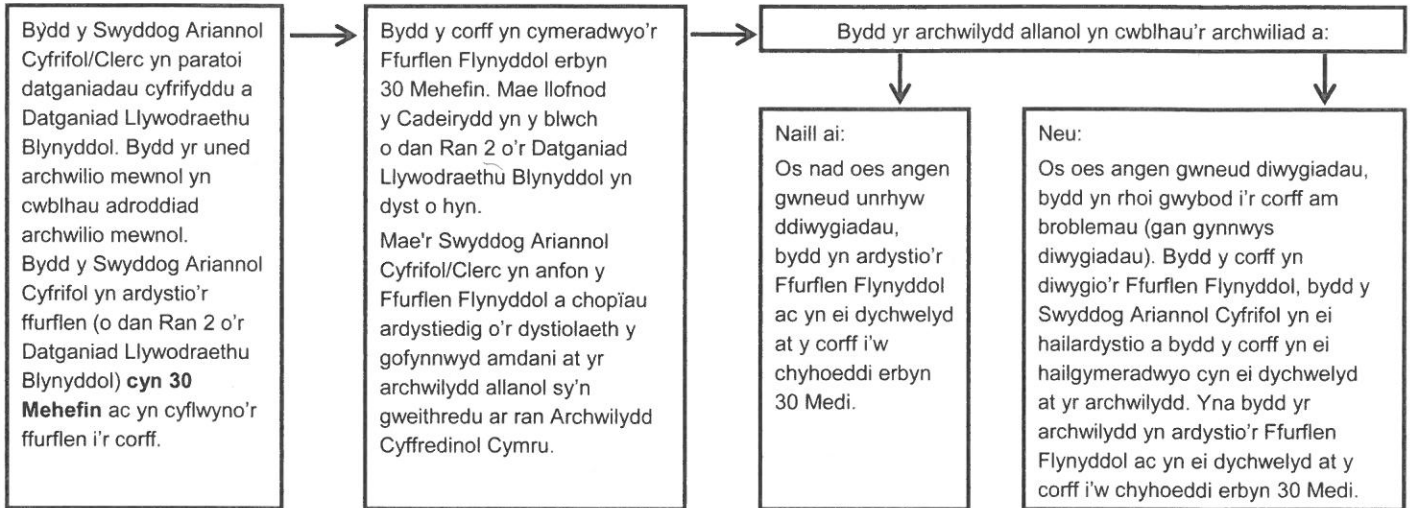 Bydd y Swyddog Ariannol
Cyfrifol/Clerc yn paratoi
datganiadau cyfrifyddu a
Datganiad Llywodraethu
Blynyddol. Bydd yr uned
archwilio mewnol yn
cwblhau adroddiad
archwilio mewnol.
Bydd y Swyddog Ariannol
Cyfrifol yn ardystio'r
ffurflen (o dan Ran 2 o'r
Datganiad Llywodraethu
Blynyddol) cyn 30
Mehefin ac yn cyflwyno'r
ffurflen i'r corff.
Bydd y corff yn cymeradwyo'r
Ffurflen Flynyddol erbyn
30 Mehefin. Mae llofnod
y Cadeirydd yn y blwch
o dan Ran 2 o'r Datganiad
Llywodraethu Blynyddol yn
dyst o hyn.
Mae'r Swyddog Ariannol
Cyfrifol/Clerc yn anfon y
Ffurflen Flynyddol a chopïau
ardystiedig o'r dystiolaeth y
gofynnwyd amdani at yr
archwilydd allanol sy'n
gweithredu ar ran Archwilydd
Cyffredinol Cymru.
Bydd yr archwilydd allanol yn cwblhau'r archwiliad a:
Naill ai:
Os nad oes angen
gwneud unrhyw
ddiwygiadau,
bydd yn ardystio'r
Ffurflen Flynyddol
ac yn ei dychwelyd
at y corff i'w
chyhoeddi erbyn
30 Medi.
Neu:
Os oes angen gwneud diwygiadau,
bydd yn rhoi gwybod i'r corff am
broblemau (gan gynnwys
diwygiadau). Bydd y corff yn
diwygio'r Ffurflen Flynyddol, bydd y
Swyddog Ariannol Cyfrifol yn ei
hailardystio a bydd y corff yn ei
hailgymeradwyo cyn ei dychwelyd
at yr archwilydd. Yna bydd yr
archwilydd yn ardystio'r Ffurflen
Flynyddol ac yn ei dychwelyd at y
corff i'w chyhoeddi erbyn 30 Medi.